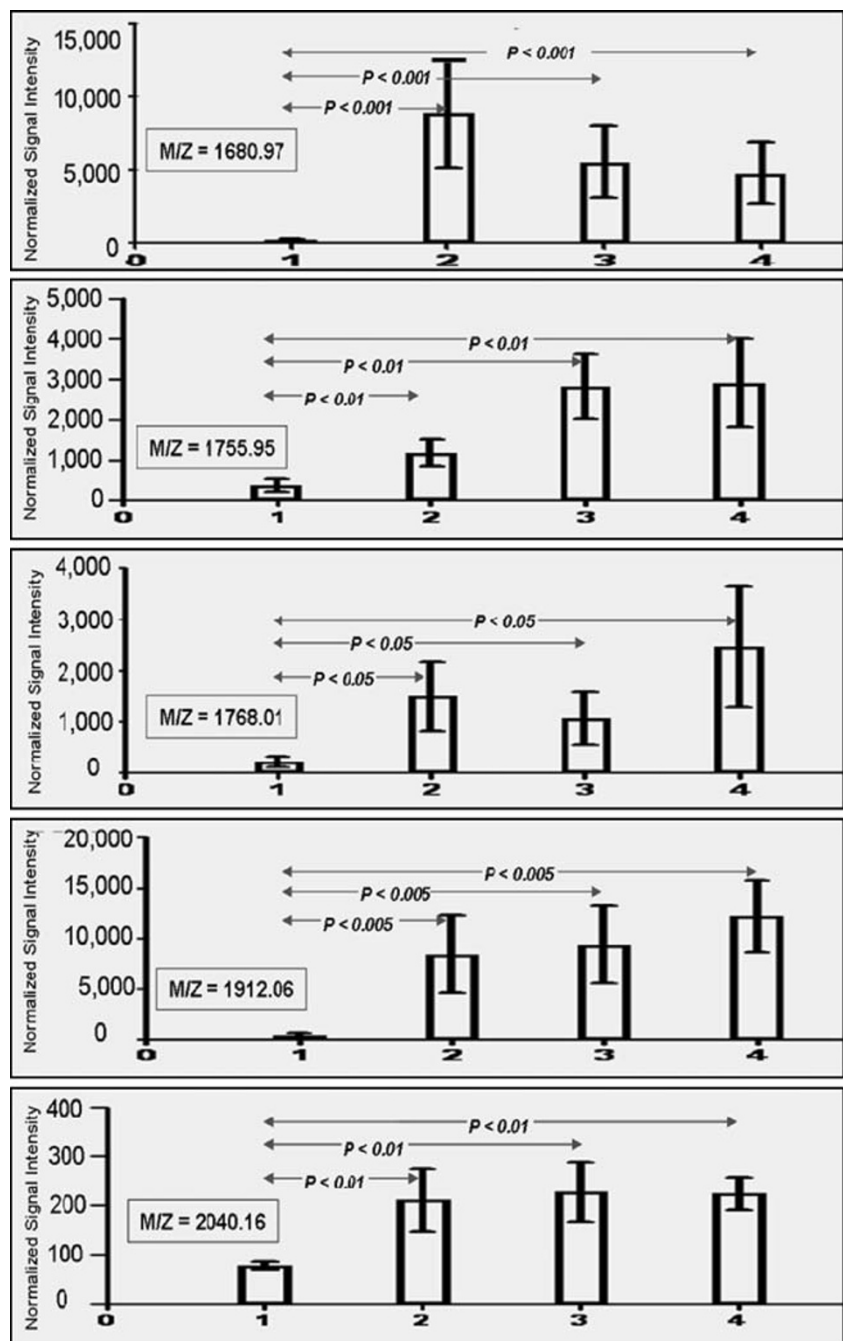 Normalized Signal Intensity
15,000
10,000
5,000
0
P < 0.001
P < 0.001
P < 0.001
M/Z = 1680.97
0 1 2 3 4
Normalized Signal Intensity
5,000
4,000
3,000
2,000
1,000
0
P < 0.01
P < 0.01
P < 0.01
M/Z = 1755.95
0 1 2 3 4
Normalized Signal Intensity
4,000
3,000
2,000
1,000
0
P < 0.05
P < 0.05
P < 0.05
M/Z = 1768.01
0 1 2 3 4
Normalized Signal Intensity
20,000
15,000
10,000
5,000
0
P < 0.005
P < 0.005
P < 0.005
M/Z = 1912.06
0 1 2 3 4
Normalized Signal Intensity
400
300
200
100
0
P < 0.01
P < 0.01
P < 0.01
M/Z = 2040.16
0 1 2 3 4